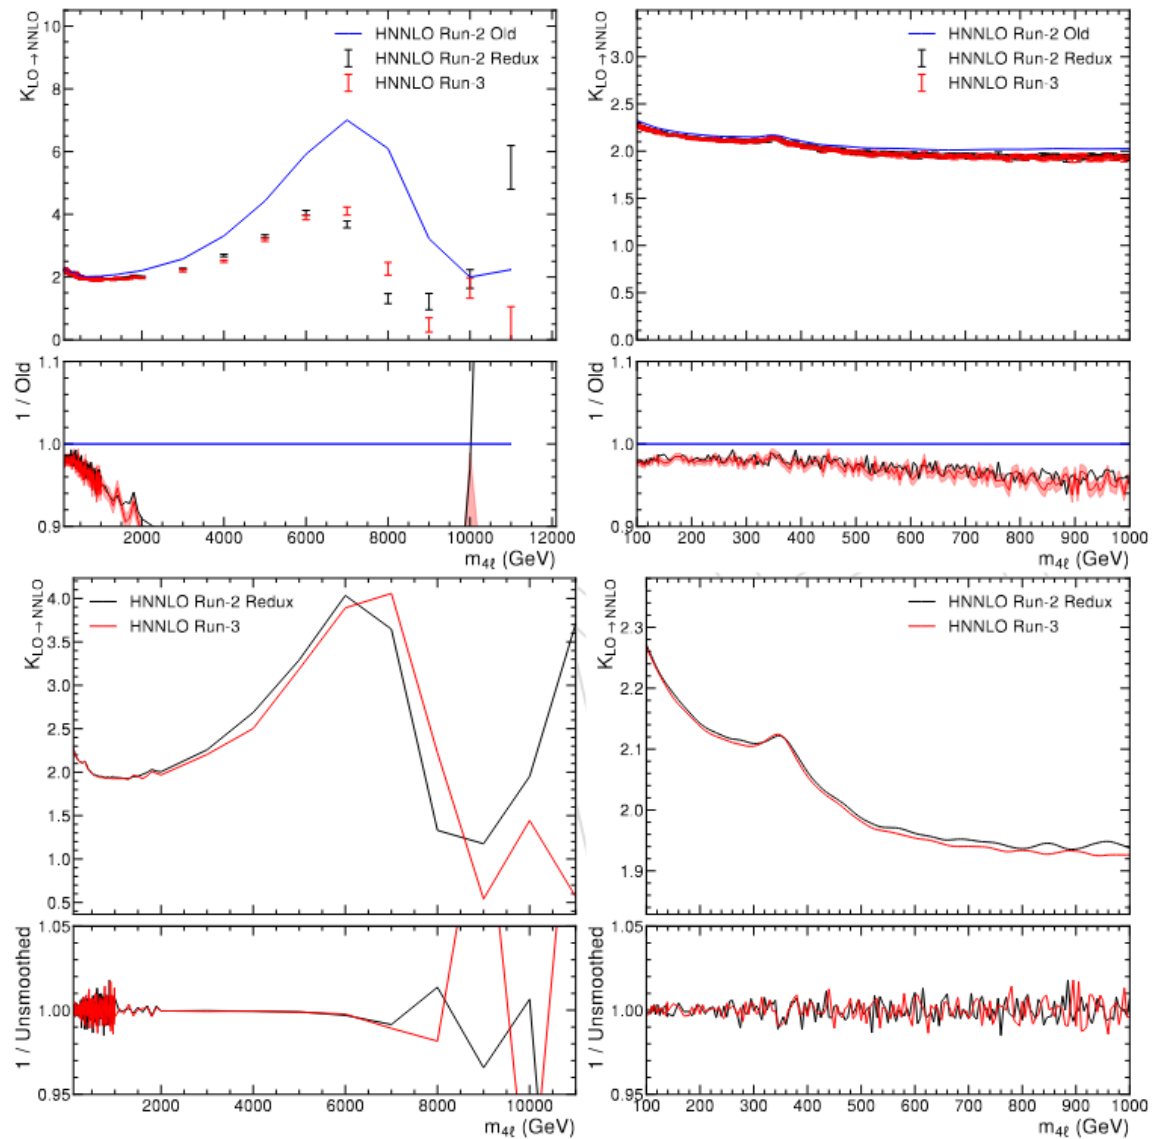 K_LO→NNLO
10
8
6
4
2
0
HNNLO Run-2 Old
HNNLO Run-2 Redux
HNNLO Run-3
1 / Old
1.1
1.0
0.9
2000 4000 6000 8000 10000 12000
m_4ℓ (GeV)
K_LO→NNLO
3.0
2.5
2.0
1.5
1.0
0.5
0.0
HNNLO Run-2 Old
HNNLO Run-2 Redux
HNNLO Run-3
1 / Old
1.1
1.0
0.9
100 200 300 400 500 600 700 800 900 1000
m_4ℓ (GeV)
K_LO→NNLO
4.0
3.5
3.0
2.5
2.0
1.5
1.0
0.5
HNNLO Run-2 Redux
HNNLO Run-3
1 / Unsmoothed
1.05
1.00
0.95
2000 4000 6000 8000 10000
m_4ℓ (GeV)
K_LO→NNLO
2.3
2.2
2.1
2.0
1.9
HNNLO Run-2 Redux
HNNLO Run-3
1 / Unsmoothed
1.05
1.00
0.95
100 200 300 400 500 600 700 800 900 1000
m_4ℓ (GeV)